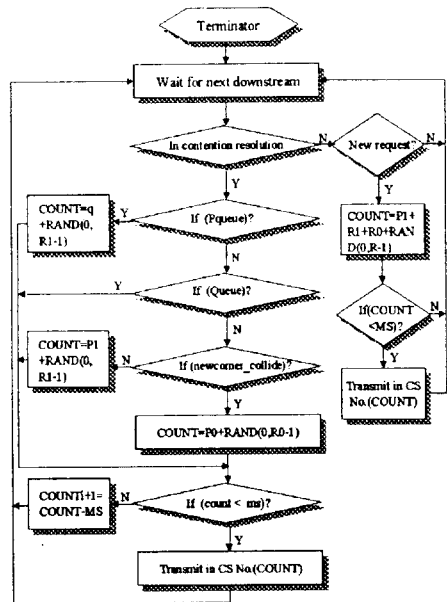 Terminator
Wait for next downstream
In contention resolution
N
New request?
N
Y
Y
COUNT=q
+RAND(0,
R1-1)
Y
If (Pqueue)?
COUNT=P1+
R1+R0+RAN
D(0,R-1)
N
Y
If (Queue)?
If(COUNT
<MS)?
N
N
COUNT=P1
+RAND(0,
R1-1)
N
If (newcomer_collide)?
Y
Transmit in CS
No.(COUNT)
Y
COUNT=P0+RAND(0,R0-1)
COUNTi+1=
COUNT-MS
N
If (count < ms)?
Y
Transmit in CS No.(COUNT)